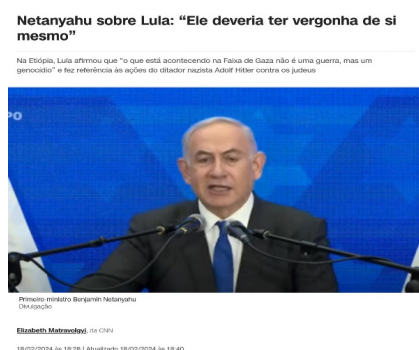 Netanyahu sobre Lula: “Ele deveria ter vergonha de si
mesmo”
Na Etiópia, Lula afirmou que “o que está acontecendo na Faixa de Gaza não é uma guerra, mas um
genocídio” e fez referência às ações do ditador nazista Adolf Hitler contra os judeus
PO
Primeiro-ministro Benjamin Netanyahu
Divulgação
Elizabeth Matravolgyi, da CNN
18/02/2024 às 18:28 | Atualizado 18/02/2024 às 18:40